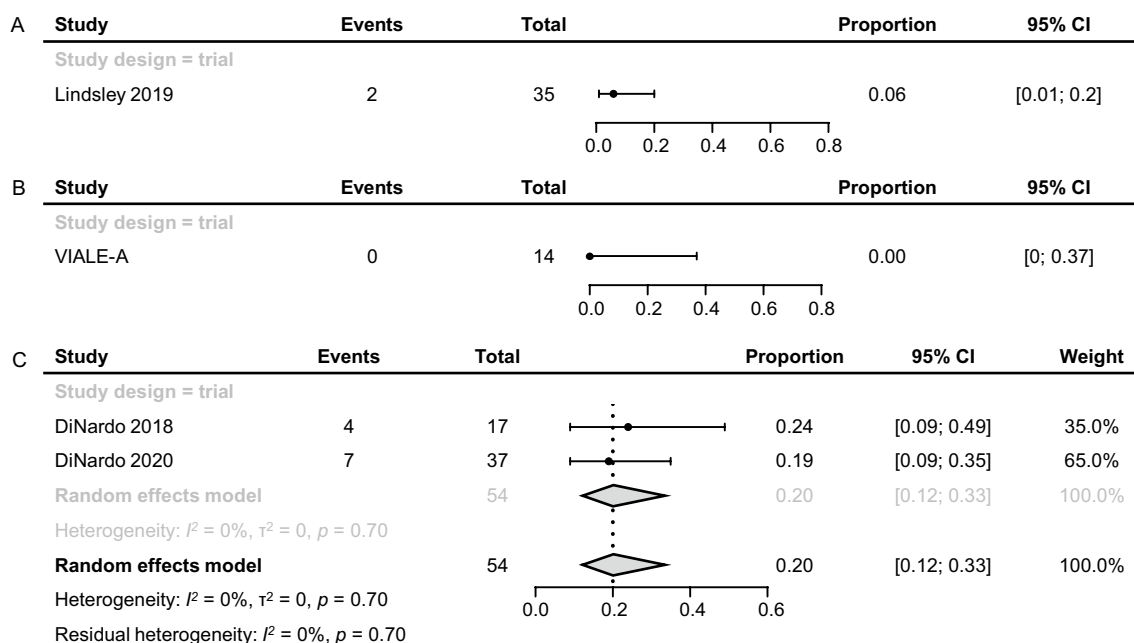 A Study Events Total Proportion 95% CI
Study design = trial
Lindsley 2019 2 35 0.06 [0.01; 0.2]
0.0 0.2 0.4 0.6 0.8
B Study Events Total Proportion 95% CI
Study design = trial
VIALE-A 0 14 0.00 [0; 0.37]
0.0 0.2 0.4 0.6 0.8
C Study Events Total Proportion 95% CI Weight
Study design = trial
DiNardo 2018 4 17 0.24 [0.09; 0.49] 35.0%
DiNardo 2020 7 37 0.19 [0.09; 0.35] 65.0%
Random effects model 54 0.20 [0.12; 0.33] 100.0%
Heterogeneity: I² = 0%, τ² = 0, p = 0.70
Random effects model 54 0.20 [0.12; 0.33] 100.0%
Heterogeneity: I² = 0%, τ² = 0, p = 0.70
0.0 0.2 0.4 0.6
Residual heterogeneity: I² = 0%, p = 0.70